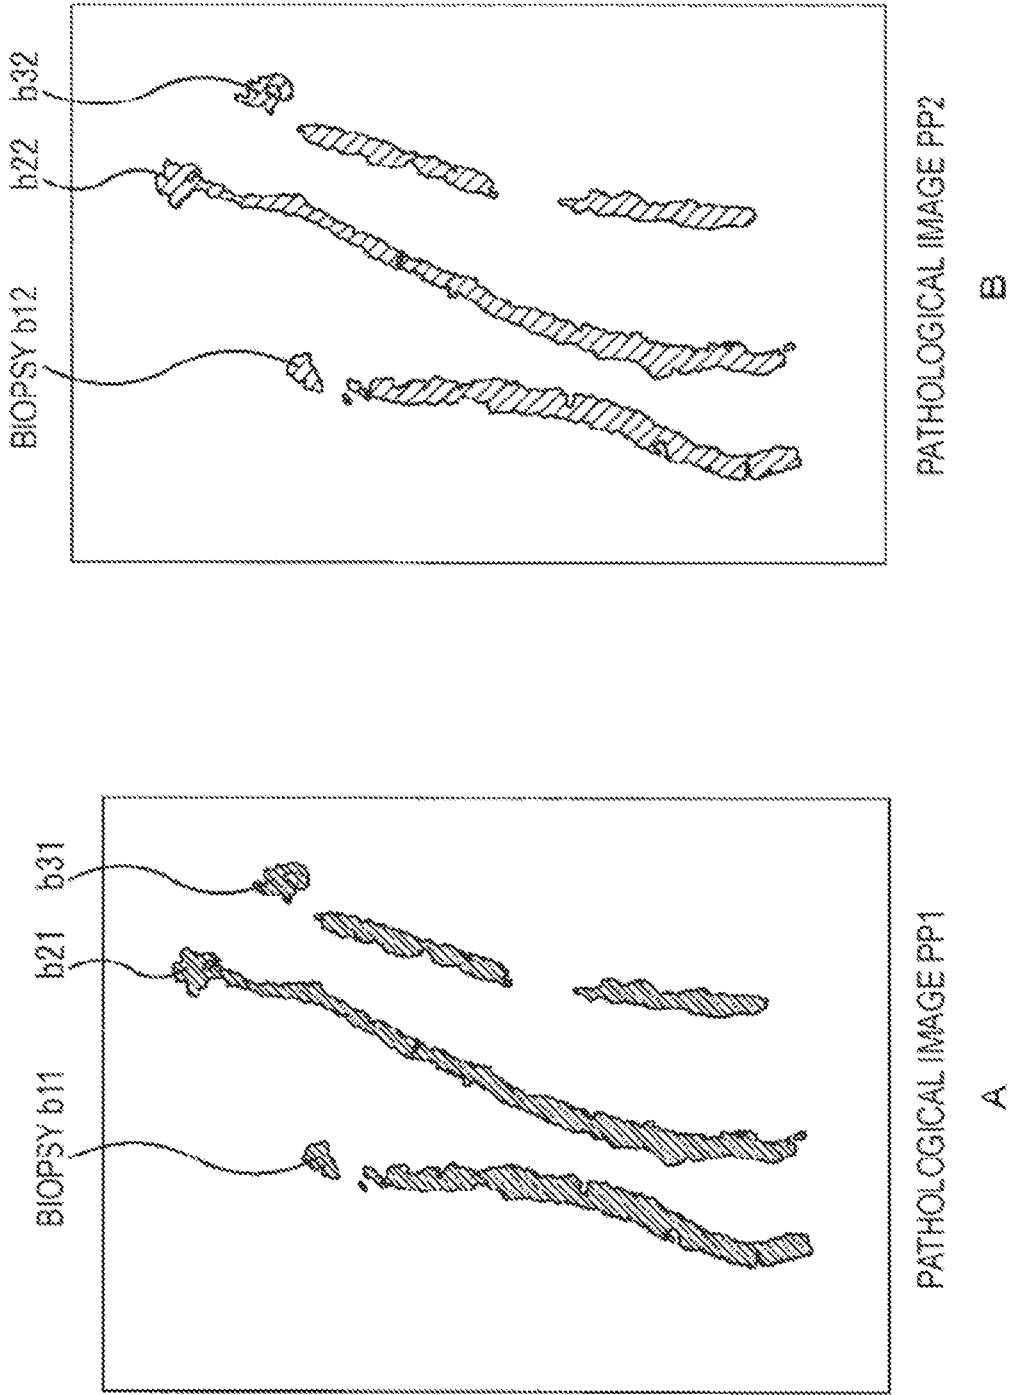 BIOPSY b11
b21
b31
PATHOLOGICAL IMAGE PP1
A
BIOPSY b12
b22
b32
PATHOLOGICAL IMAGE PP2
B